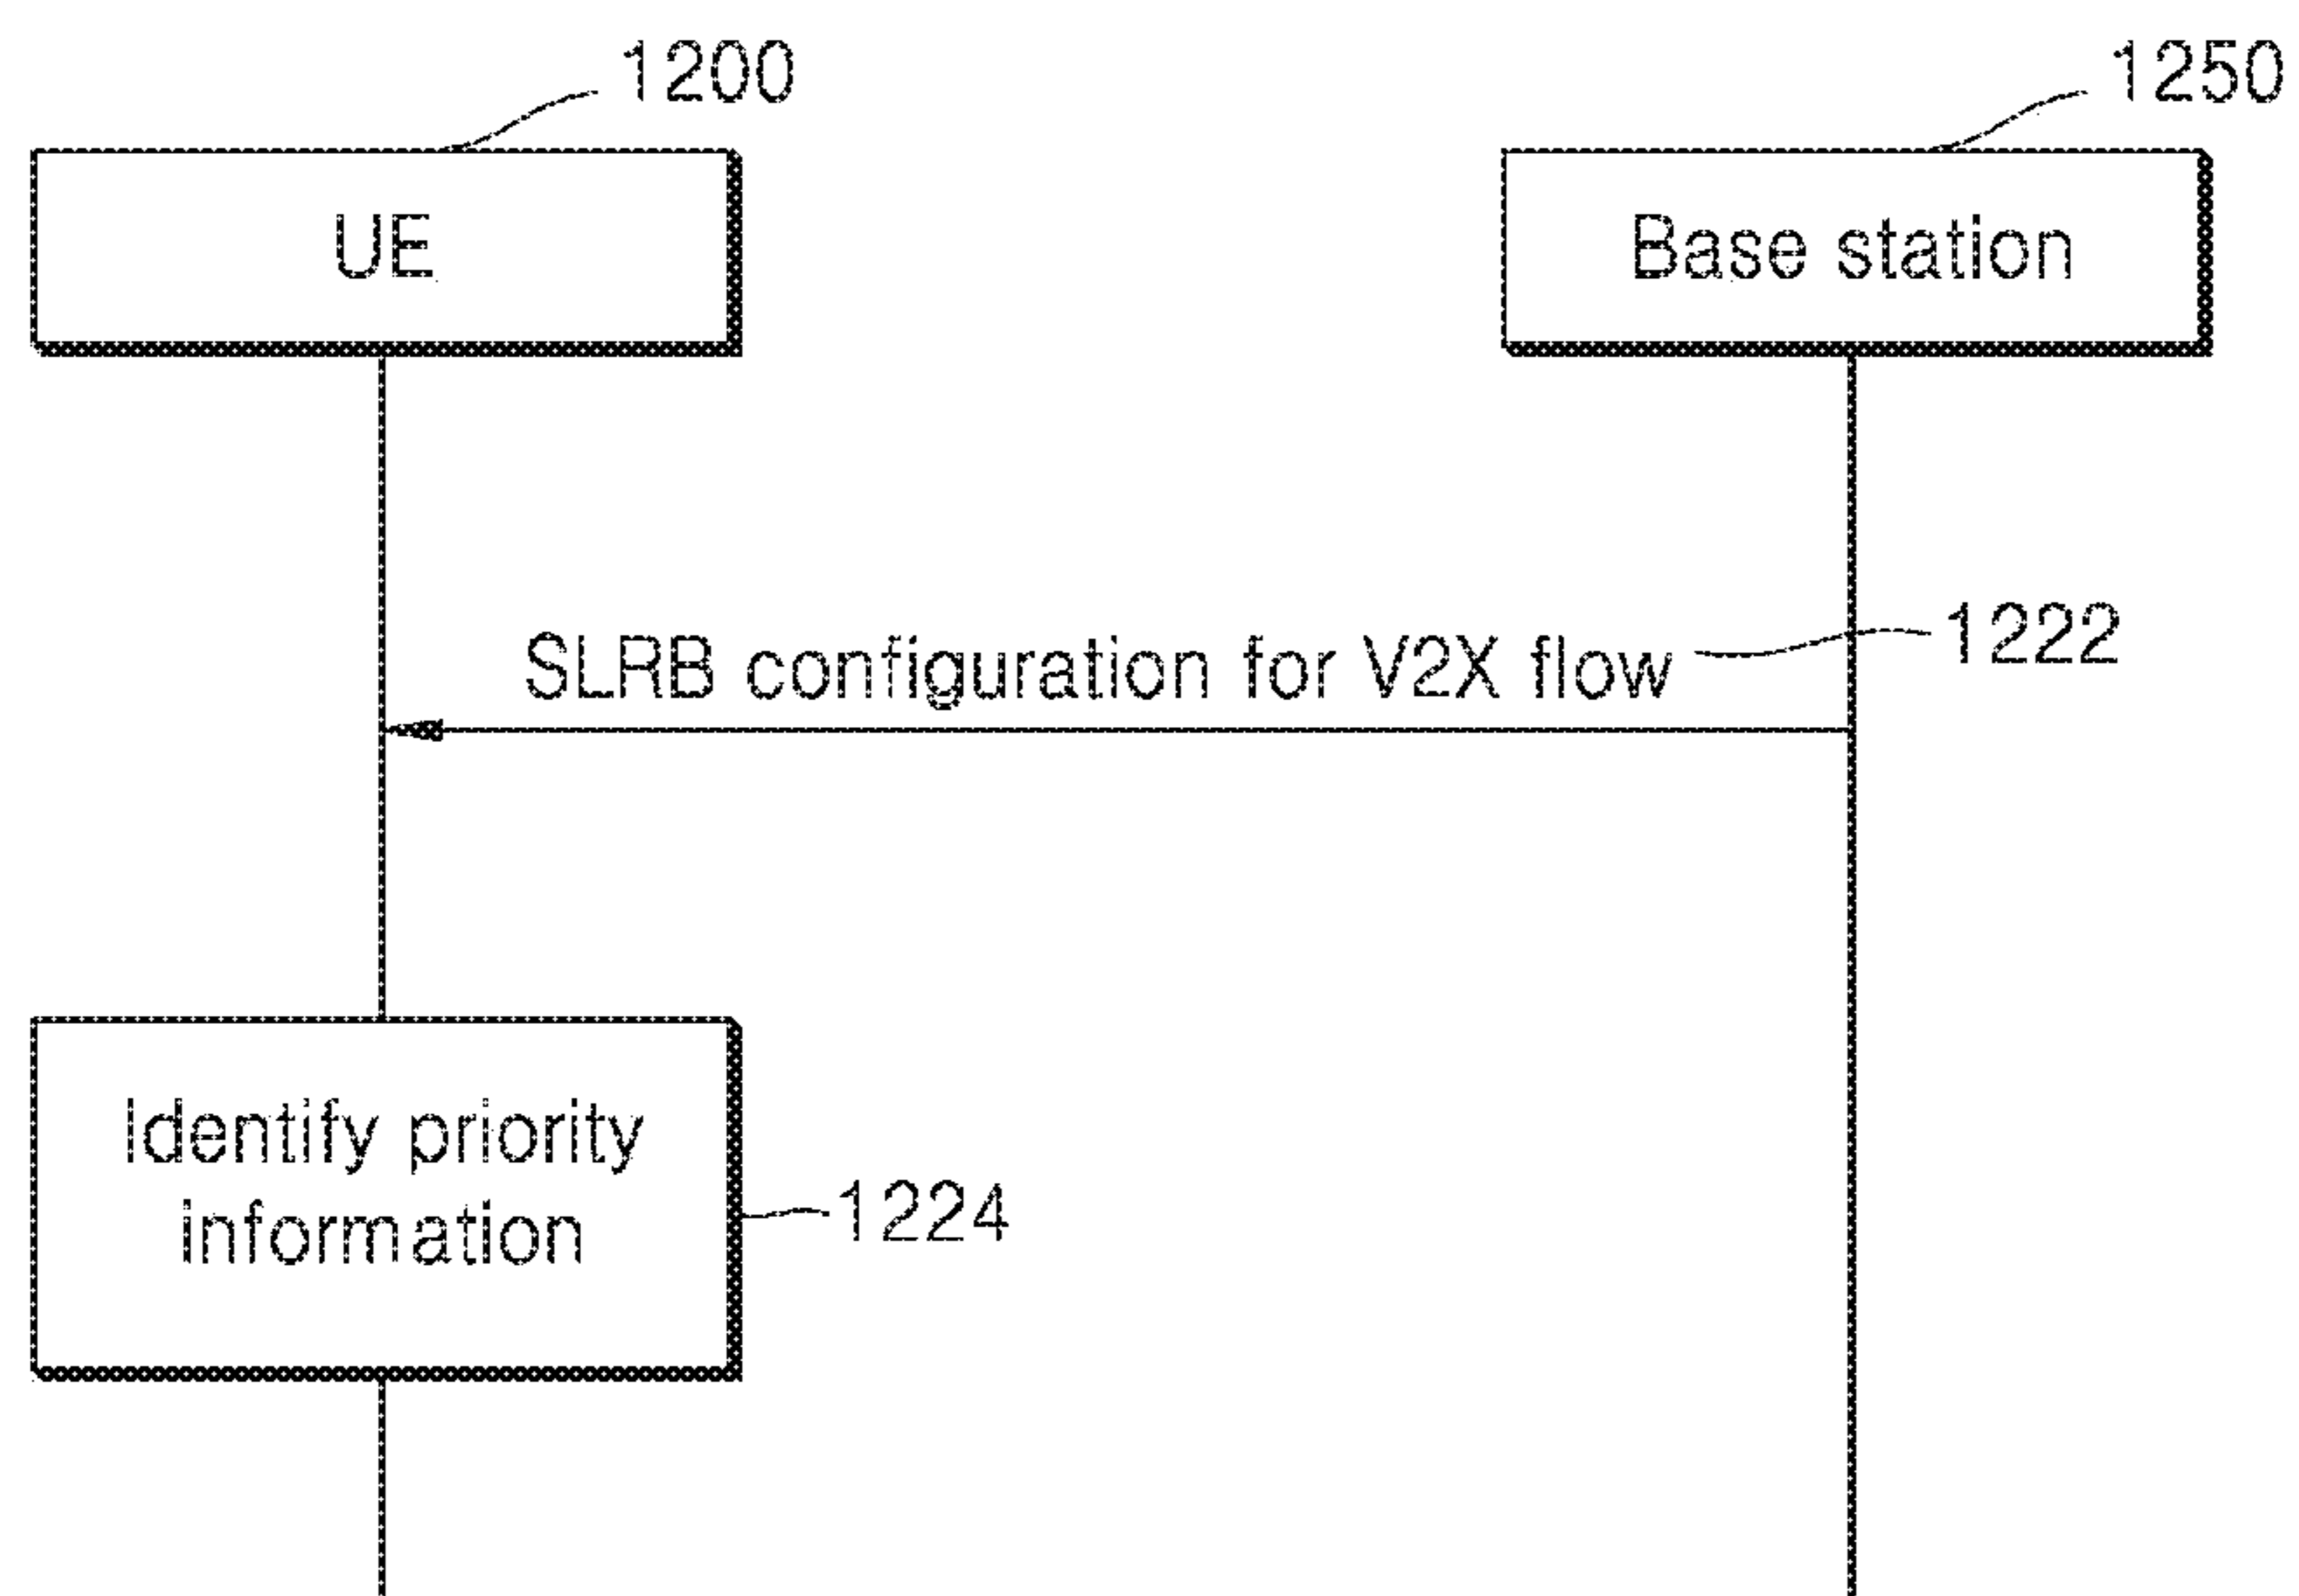 1200
1250
UE
Base station
SLRB configuration for V2X flow
1222
Identify priority
information
1224